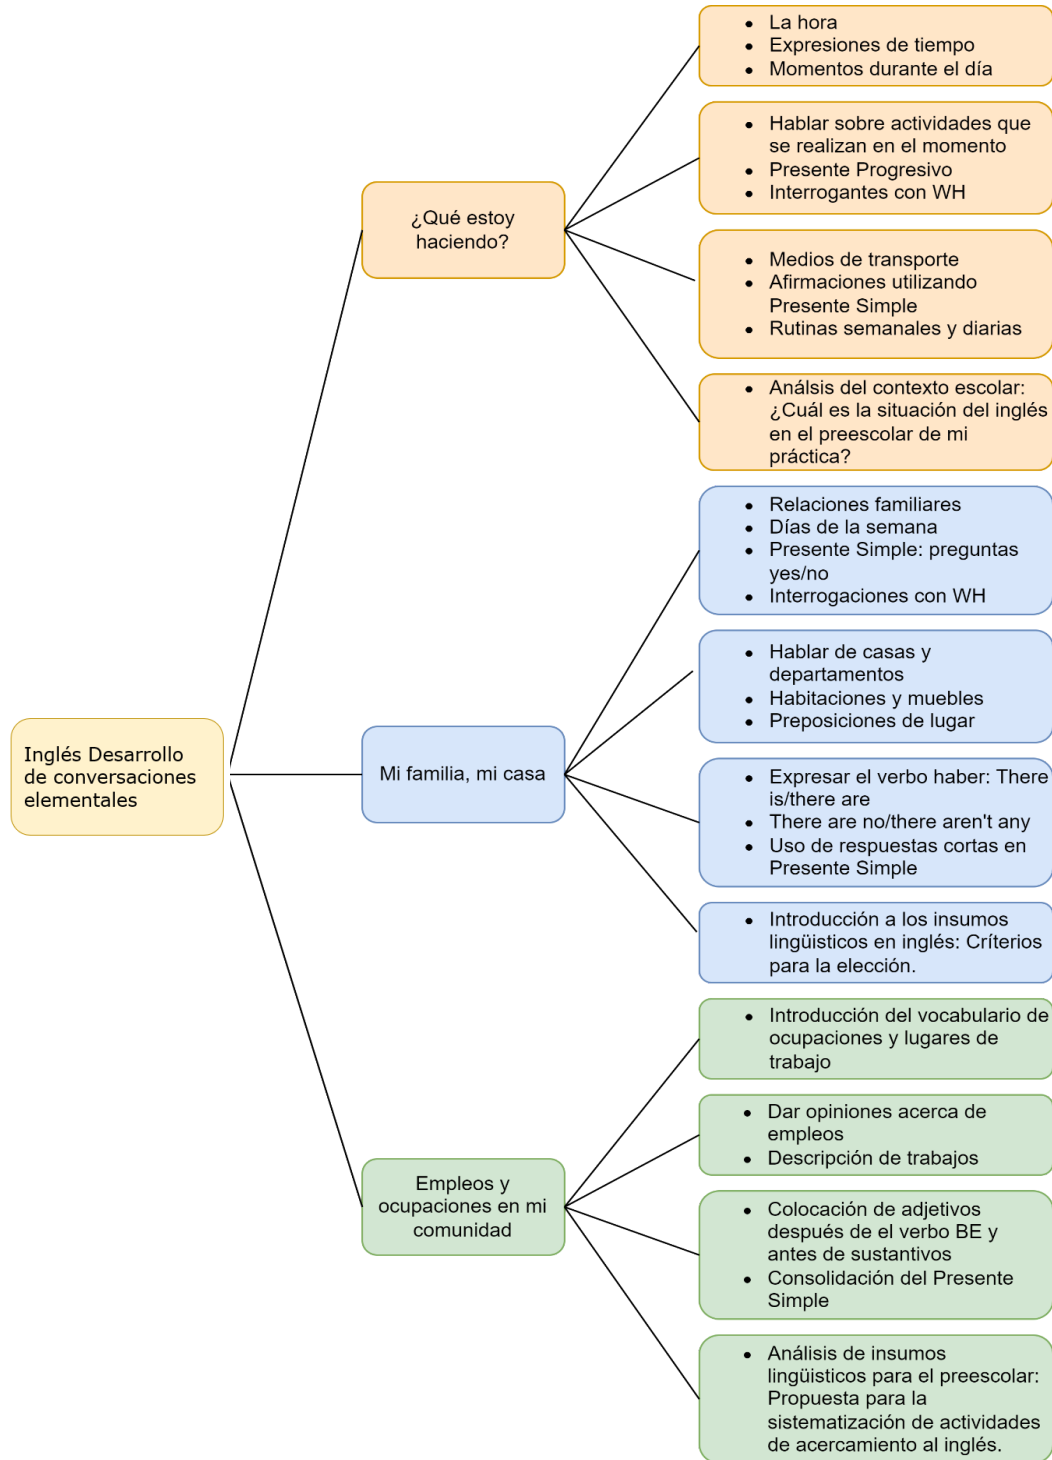 La hora
Expresiones de tiempo
Momentos durante el día
Hablar sobre actividades que
se realizan en el momento
Presente Progresivo
Interrogantes con WH
¿Qué estoy
haciendo?
Medios de transporte
Afirmaciones utilizando
Presente Simple
Rutinas semanales y diarias
Análsis del contexto escolar:
¿Cuál es la situación del inglés
en el preescolar de mi
práctica?
Relaciones familiares
Días de la semana
Presente Simple: preguntas
yes/no
Interrogaciones con WH
Hablar de casas y
departamentos
Habitaciones y muebles
Preposiciones de lugar
Inglés Desarrollo
de conversaciones
elementales
Mi familia, mi casa
Expresar el verbo haber: There
is/there are
There are no/there aren't any
Uso de respuestas cortas en
Presente Simple
Introducción a los insumos
lingüisticos en inglés: Críterios
para la elección.
Introducción del vocabulario de
ocupaciones y lugares de
trabajo
Dar opiniones acerca de
empleos
Descripción de trabajos
Empleos y
ocupaciones en mi
comunidad
Colocación de adjetivos
después de el verbo BE y
antes de sustantivos
Consolidación del Presente
Simple
Análisis de insumos
lingüisticos para el preescolar:
Propuesta para la
sistematización de actividades
de acercamiento al inglés.